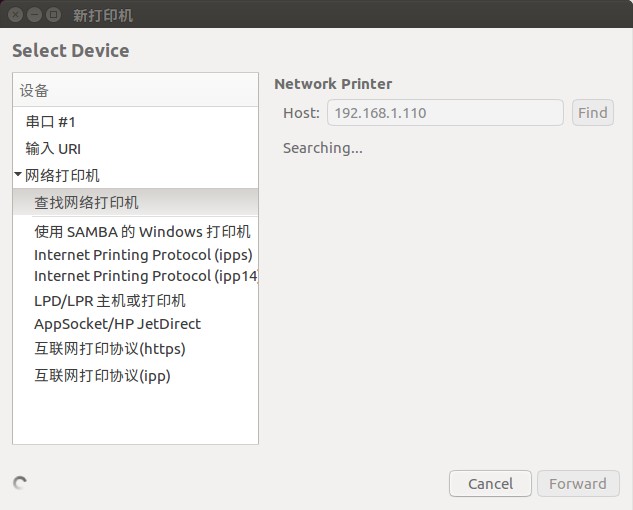 新打印机
Select Device
设备
串口 #1
输入 URI
网络打印机
查找网络打印机
使用 SAMBA 的 Windows 打印机
Internet Printing Protocol (ipps)
Internet Printing Protocol (ipp14
LPD/LPR 主机或打印机
AppSocket/HP JetDirect
互联网打印协议(https)
互联网打印协议(ipp)
Network Printer
Host: 192.168.1.110 Find
Searching...
Cancel Forward